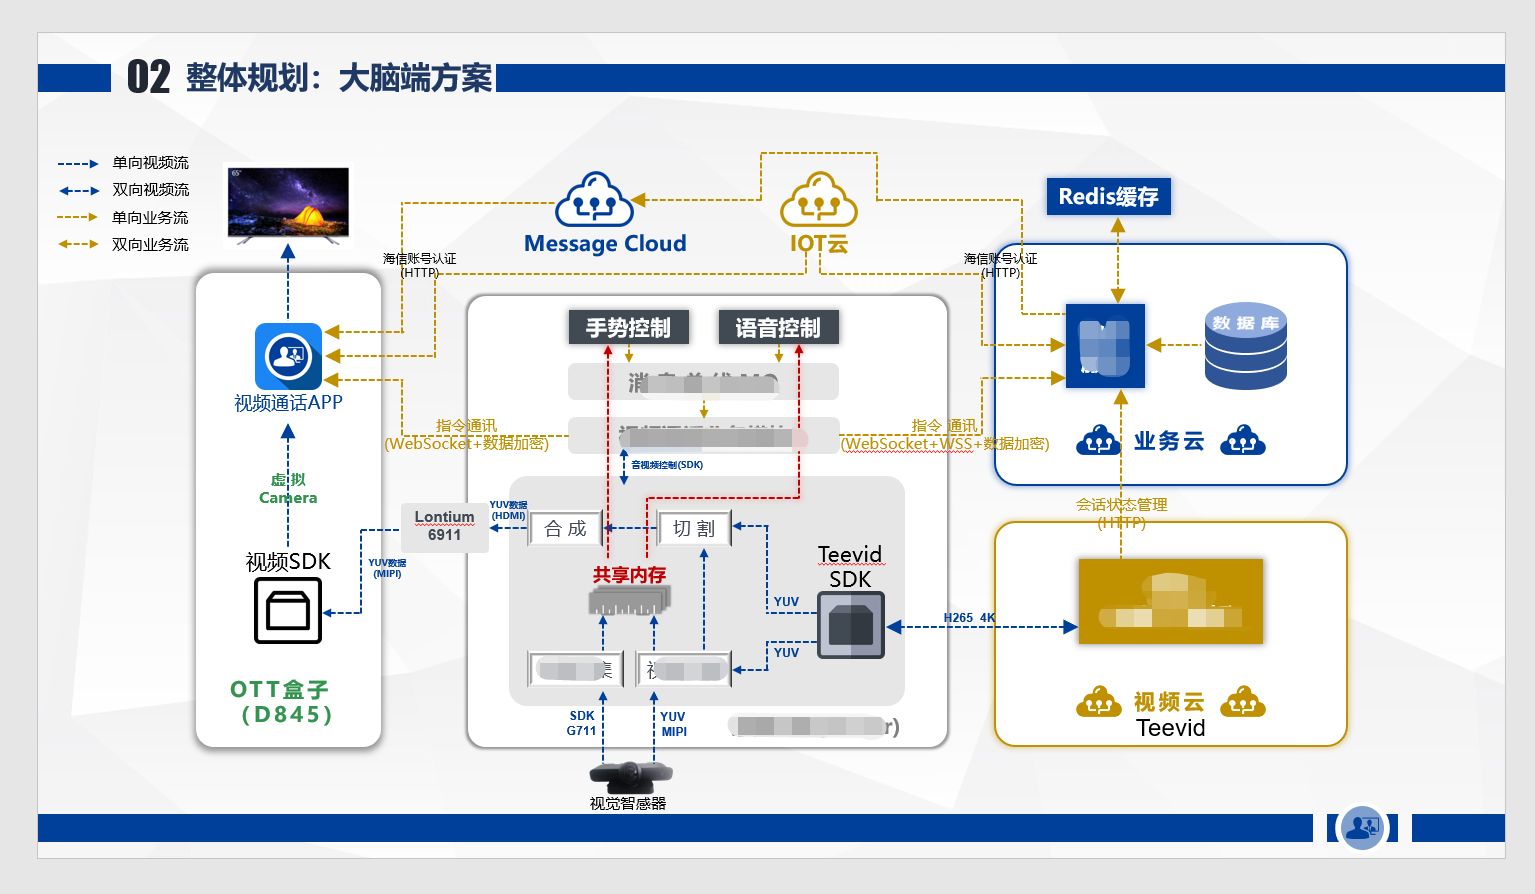 02 整体规划：大脑端方案
单向视频流
双向视频流
单向业务流
双向业务流
65"
Message Cloud
IOT云
Redis缓存
海信账号认证
(HTTP)
海信账号认证
(HTTP)
手势控制
语音控制
数据库
视频通话APP
指令通讯
(WebSocket+数据加密)
指令 通讯
(WebSocket+WSS+数据加密)
业务云
音视频控制(SDK)
虚拟
Camera
Lontium
6911
YUV数据
(HDMI)
合成
切割
会话状态管理
(HTTP)
视频SDK
YUV数据
(MIPI)
共享内存
Teevid
SDK
YUV
YUV
H265 4K
集
OTT盒子
（D845）
SDK
G711
YUV
MIPI
r)
视频云
Teevid
视觉智感器